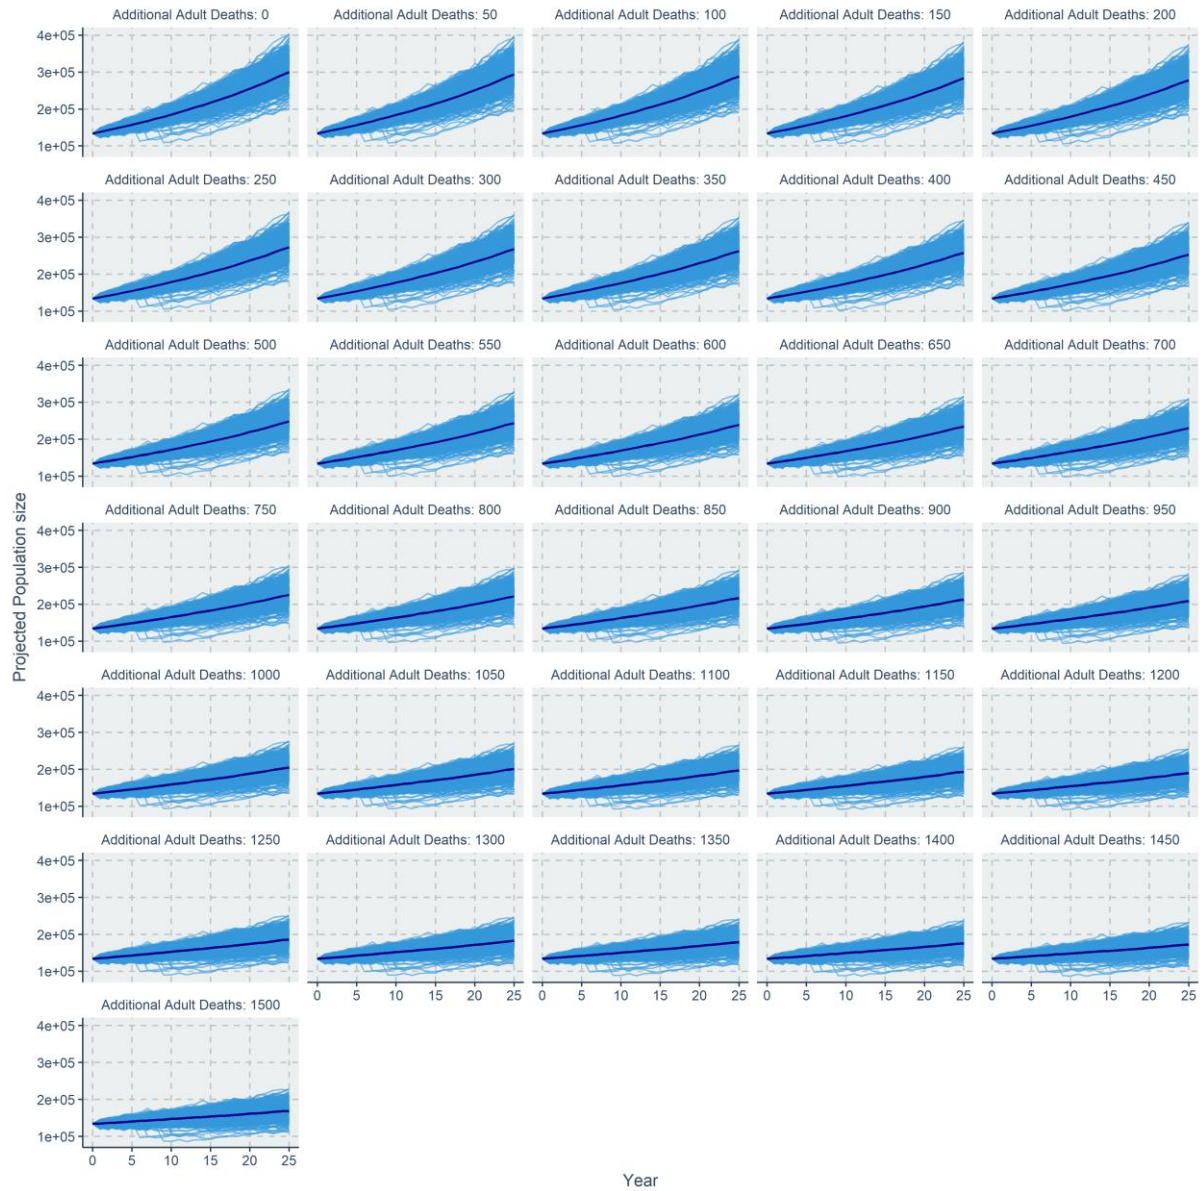 Additional Adult Deaths: 0
Additional Adult Deaths: 50
Additional Adult Deaths: 100
Additional Adult Deaths: 150
Additional Adult Deaths: 200
4e+05
3e+05
2e+05
1e+05
Additional Adult Deaths: 250
Additional Adult Deaths: 300
Additional Adult Deaths: 350
Additional Adult Deaths: 400
Additional Adult Deaths: 450
4e+05
3e+05
2e+05
1e+05
Additional Adult Deaths: 500
Additional Adult Deaths: 550
Additional Adult Deaths: 600
Additional Adult Deaths: 650
Additional Adult Deaths: 700
4e+05
3e+05
2e+05
1e+05
Projected Population size
Additional Adult Deaths: 750
Additional Adult Deaths: 800
Additional Adult Deaths: 850
Additional Adult Deaths: 900
Additional Adult Deaths: 950
4e+05
3e+05
2e+05
1e+05
Additional Adult Deaths: 1000
Additional Adult Deaths: 1050
Additional Adult Deaths: 1100
Additional Adult Deaths: 1150
Additional Adult Deaths: 1200
4e+05
3e+05
2e+05
1e+05
Additional Adult Deaths: 1250
Additional Adult Deaths: 1300
Additional Adult Deaths: 1350
Additional Adult Deaths: 1400
Additional Adult Deaths: 1450
4e+05
3e+05
2e+05
1e+05
0 5 10 15 20 25
0 5 10 15 20 25
0 5 10 15 20 25
0 5 10 15 20 25
Additional Adult Deaths: 1500
4e+05
3e+05
2e+05
1e+05
0 5 10 15 20 25
Year